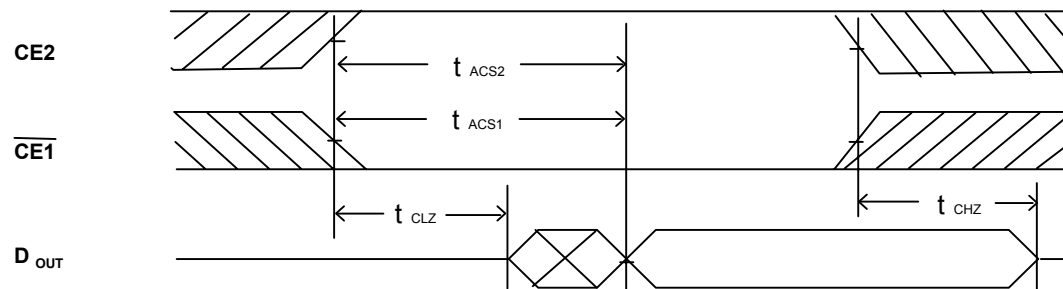 CE2
t ACS2
t ACS1
CE1
t CLZ
t CHZ
D OUT